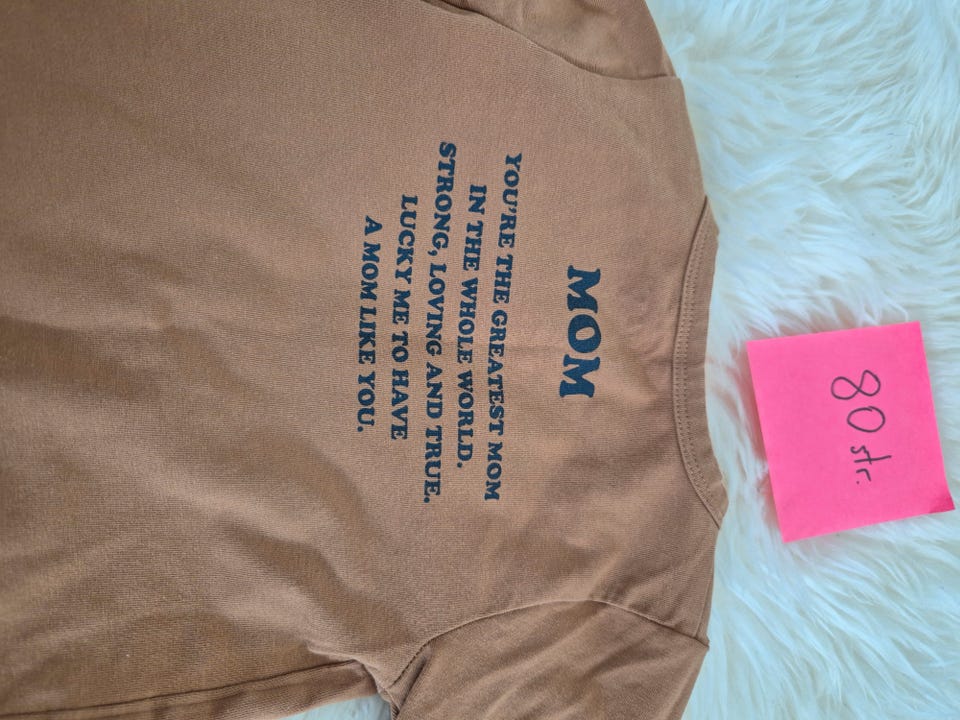 MOM
YOU'RE THE GREATEST MOM
IN THE WHOLE WORLD.
STRONG, LOVING AND TRUE.
LUCKY ME TO HAVE
A MOM LIKE YOU.
80 str.